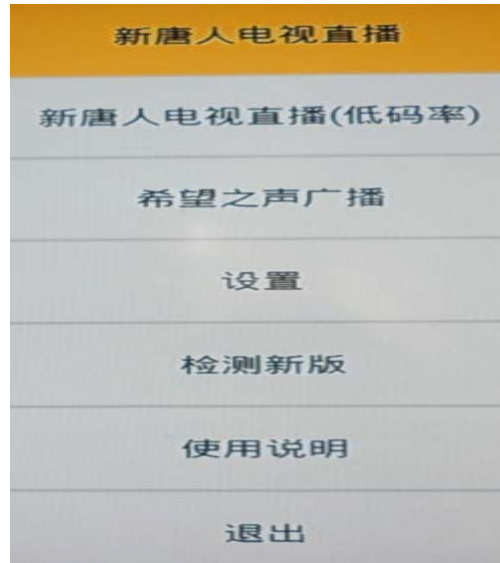 新唐人电视直播
新唐人电视直播(低码率)
希望之声广播
设置
检测新版
使用说明
退出